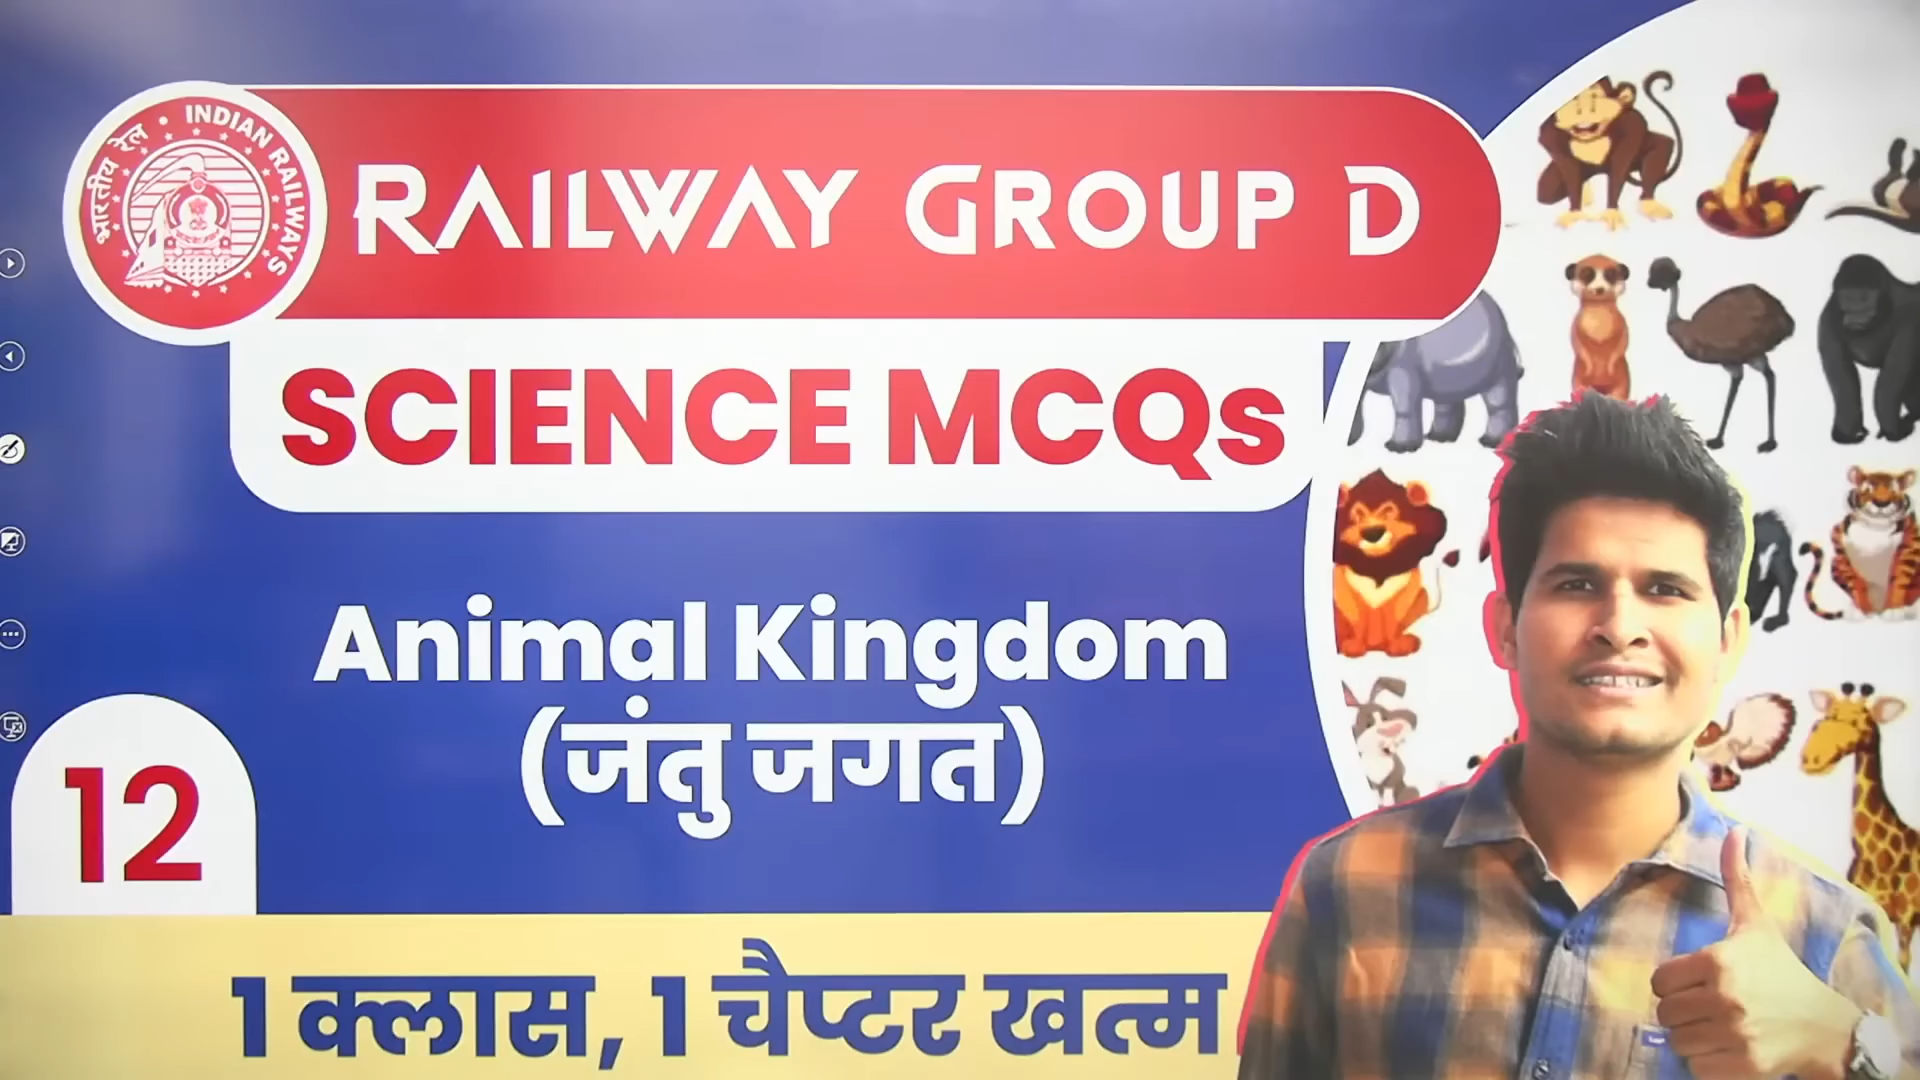 भारतीय रेल • INDIAN RAILWAYS
RAILWAY GROUP D
SCIENCE MCQs
Animal Kingdom
(जंतु जगत)
12
1 क्लास, 1 चैप्टर खत्म